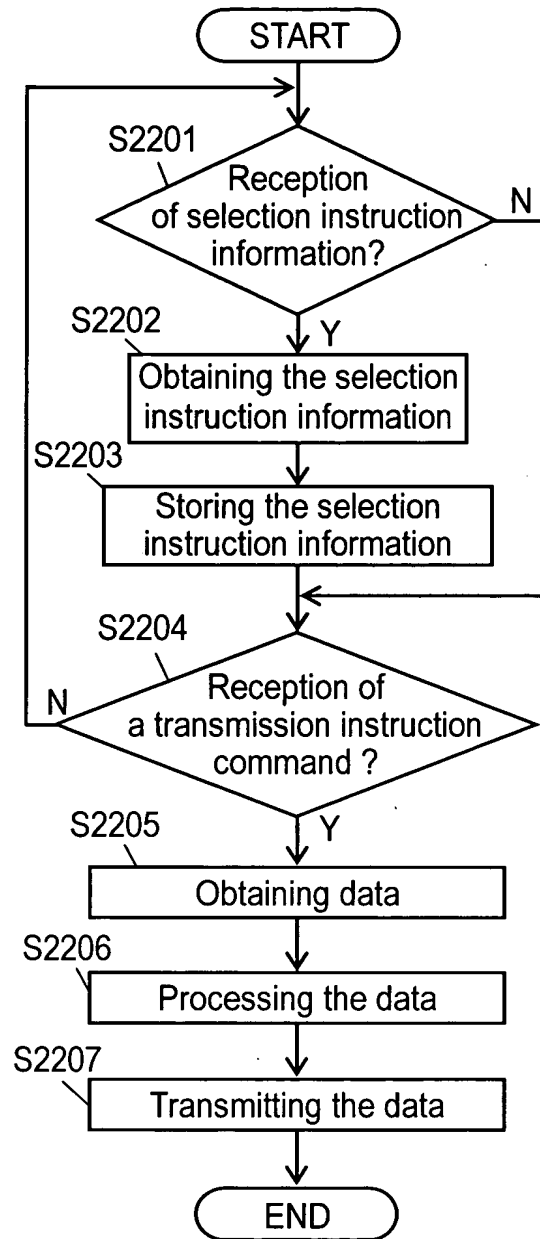 START
S2201
Reception
of selection instruction
information?
N
S2202
Y
Obtaining the selection
instruction information
S2203
Storing the selection
instruction information
S2204
Reception of
a transmission instruction
command ?
N
S2205
Y
Obtaining data
S2206
Processing the data
S2207
Transmitting the data
END